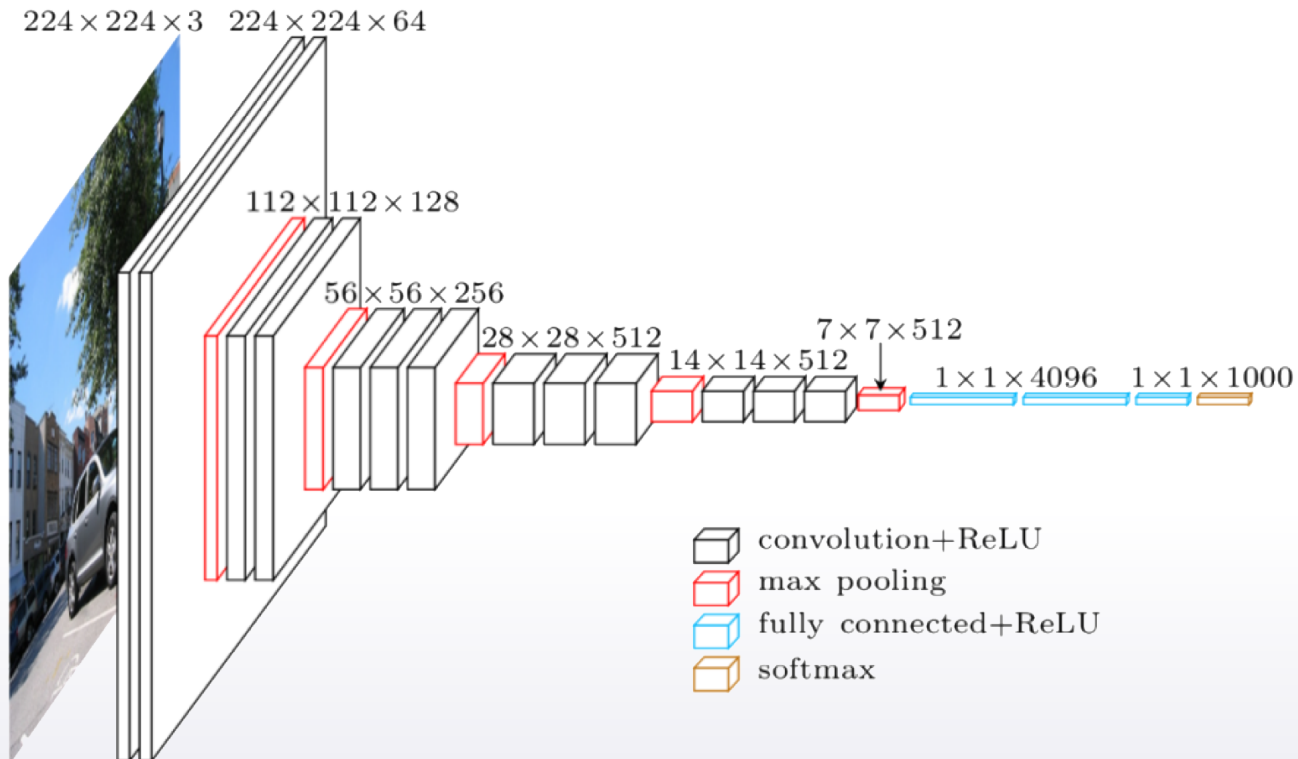 224 × 224 × 3
224 × 224 × 64
112 × 112 × 128
56 × 56 × 256
28 × 28 × 512
14 × 14 × 512
7 × 7 × 512
1 × 1 × 4096
1 × 1 × 1000
convolution+ReLU
max pooling
fully connected+ReLU
softmax